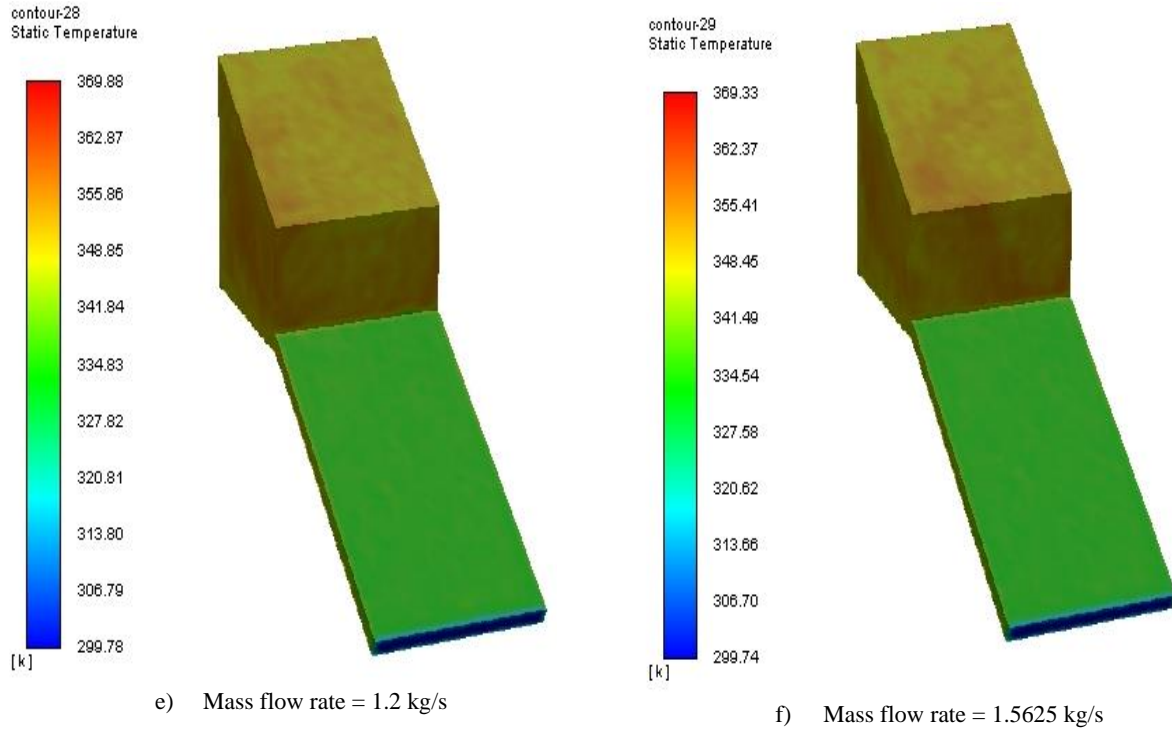 contour-28
Static Temperature
369.88
362.87
355.86
348.85
341.84
334.83
327.82
320.81
313.80
306.79
299.78
[k]
e) Mass flow rate = 1.2 kg/s
contour-29
Static Temperature
369.33
362.37
355.41
348.45
341.49
334.54
327.58
320.62
313.66
306.70
299.74
[k]
f) Mass flow rate = 1.5625 kg/s